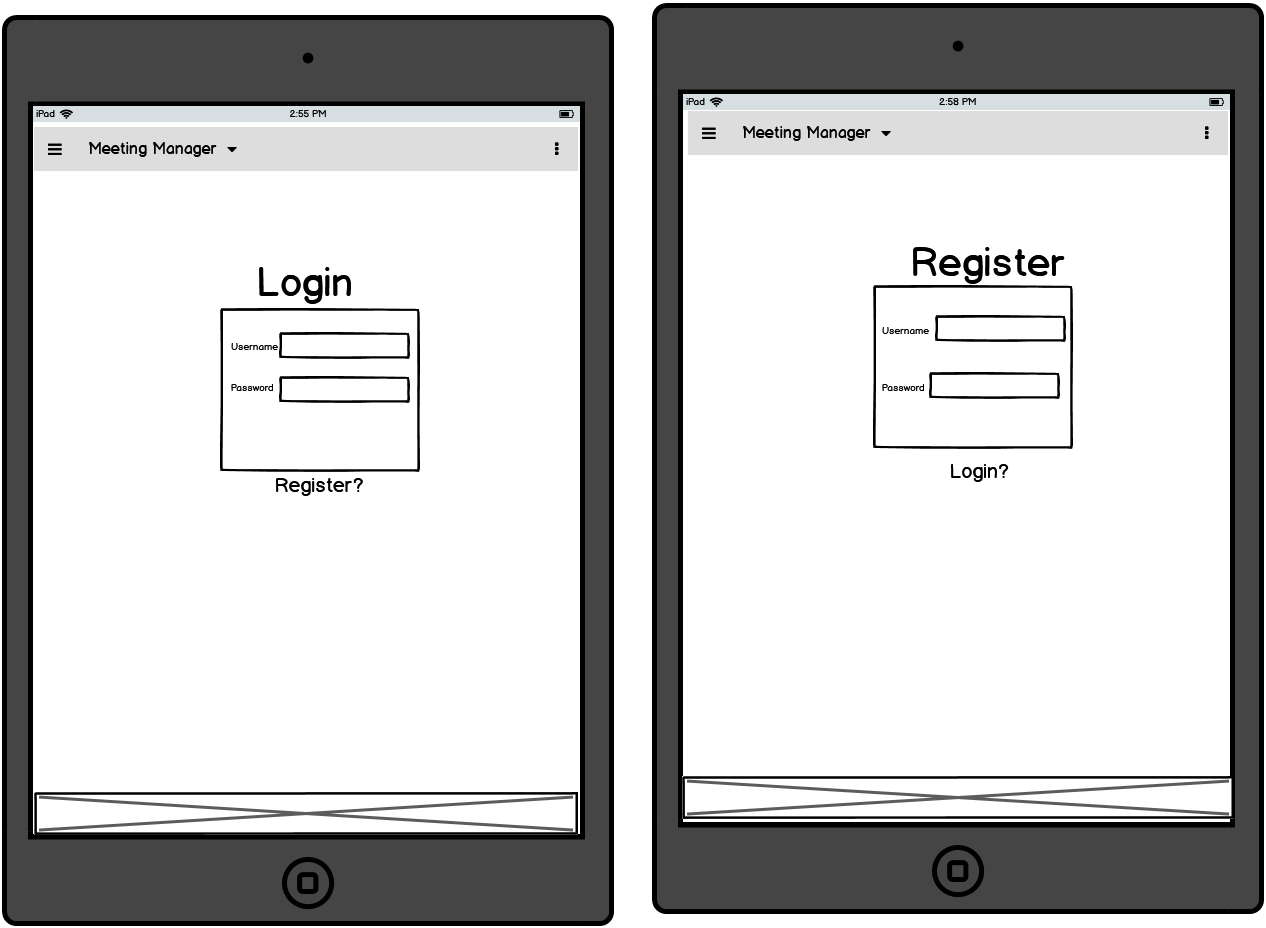 iPad 2:55 PM
Meeting Manager
Login
Username
Password
Register?
iPad 2:58 PM
Meeting Manager
Register
Username
Password
Login?